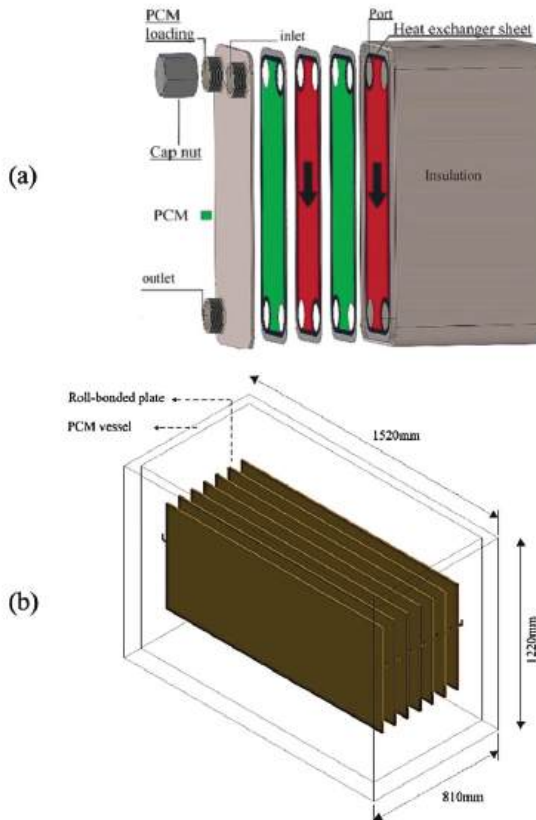 PCM
loading
inlet
Port
Heat exchanger sheet
Cap nut
(a)
Insulation
PCM
outlet
Roll-bonded plate
PCM vessel
1520mm
(b)
1220mm
810mm